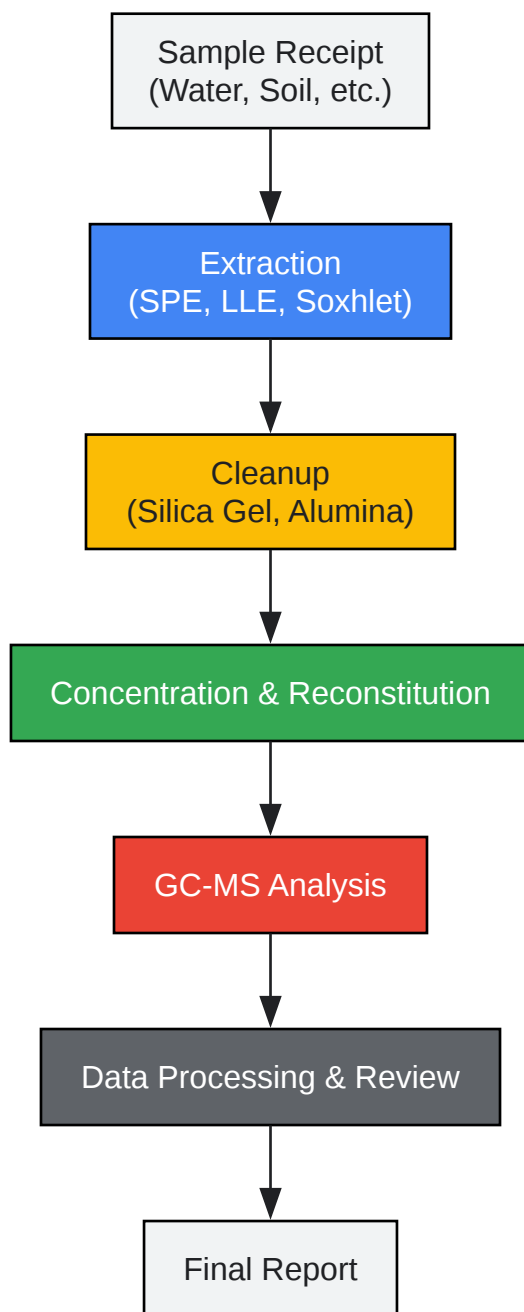 Sample Receipt
(Water, Soil, etc.)
Extraction
(SPE, LLE, Soxhlet)
Cleanup
(Silica Gel, Alumina)
Concentration & Reconstitution
GC-MS Analysis
Data Processing & Review
Final Report